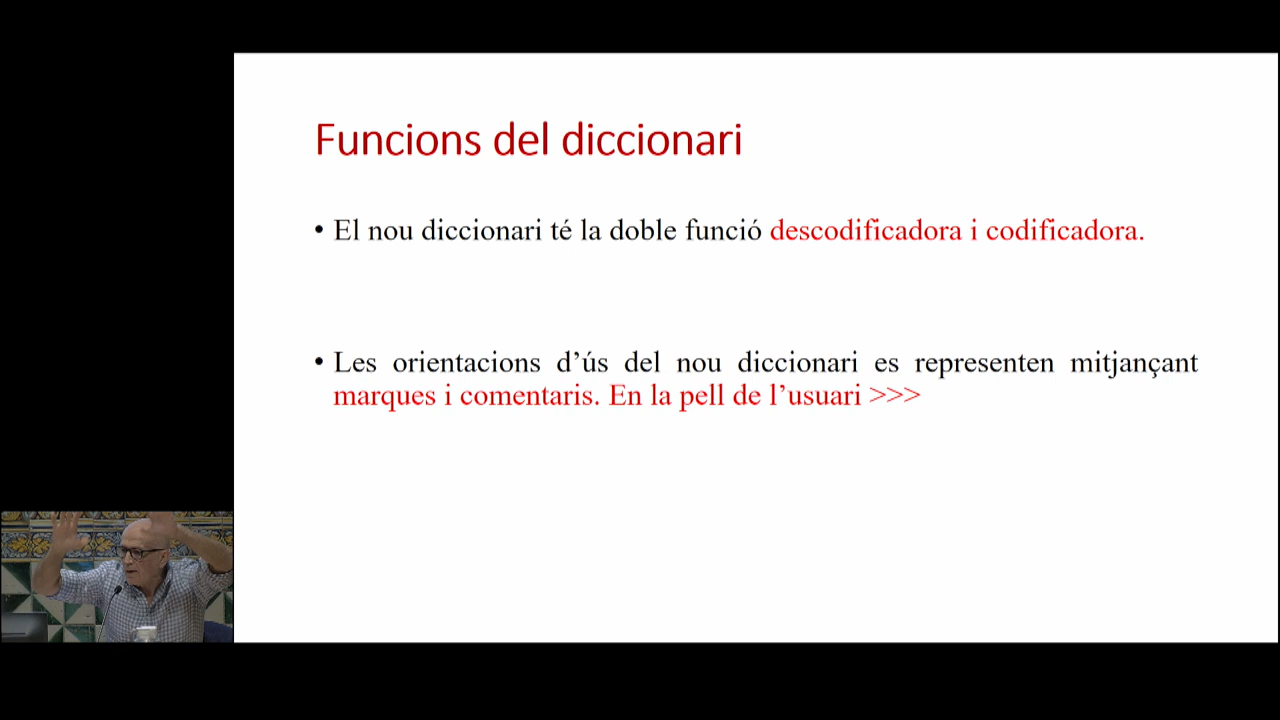 Funcions del diccionari
• El nou diccionari té la doble funció descodificadora i codificadora.
• Les orientacions d’ús del nou diccionari es representen mitjançant
marques i comentaris. En la pell de l’usuari >>>